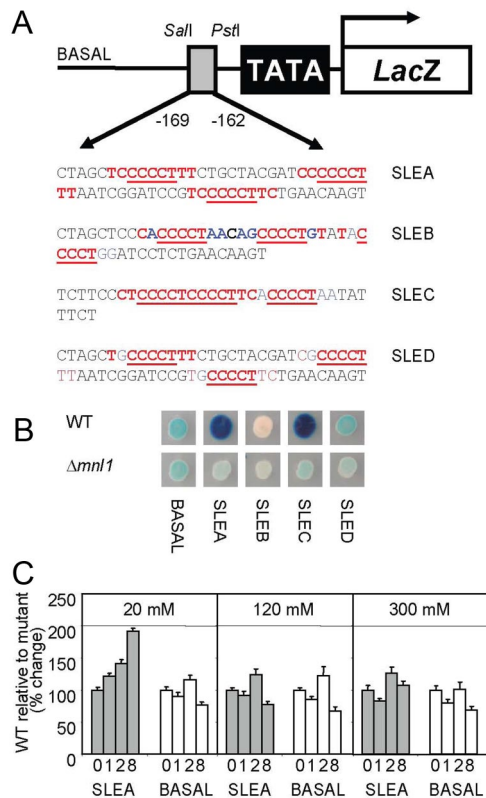 A
SalI PstI
BASAL
TATA
LacZ
-169 -162
CTAGCTCCCCCTTTCTGCTACGATCCCCCCT SLEA
TTAATCGGATCCGTCCCCCTTCTGAACAAGT
CTAGCTCCCACCCCTAACAGCCCCTGTATAC SLEB
CCCTGGATCCTCTGAACAAGT
TCTTCCCTCCCCTCCCCTTCACCCCTAATAT SLEC
TTCT
CTAGCTGCCCCTTTCTGCTACGATCGCCCCT SLED
TTAATCGGATCCGTGCCCCTTCTGAACAAGT
B
WT
Δmnl1
BASAL SLEA SLEB SLEC SLED
C
WT relative to mutant
(% change)
250
200
150
100
50
0
20 mM 120 mM 300 mM
0128 0128 0128 0128 0128 0128
SLEA BASAL SLEA BASAL SLEA BASAL